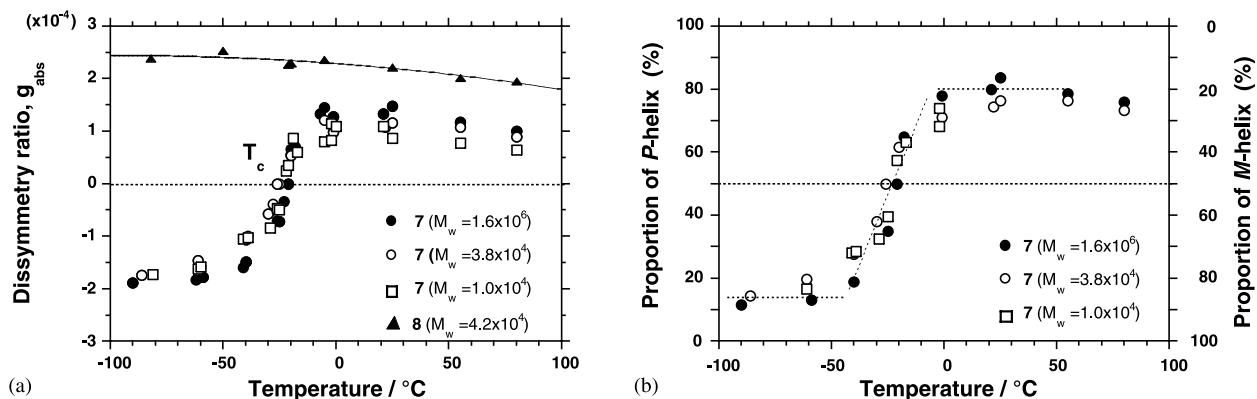 (x10⁻⁴)
3
2
1
0
-1
-2
-3
Dissymmetry ratio, g_abs
T_c
● 7 (M_w =1.6x10⁶)
○ 7 (M_w =3.8x10⁴)
□ 7 (M_w =1.0x10⁴)
▲ 8 (M_w =4.2x10⁴)
-100 -50 0 50 100
(a) Temperature / °C
100
80
60
40
20
0
Proportion of P-helix (%)
● 7 (M_w =1.6x10⁶)
○ 7 (M_w =3.8x10⁴)
□ 7 (M_w =1.0x10⁴)
0
20
40
60
80
100
Proportion of M-helix (%)
-100 -50 0 50 100
(b) Temperature / °C